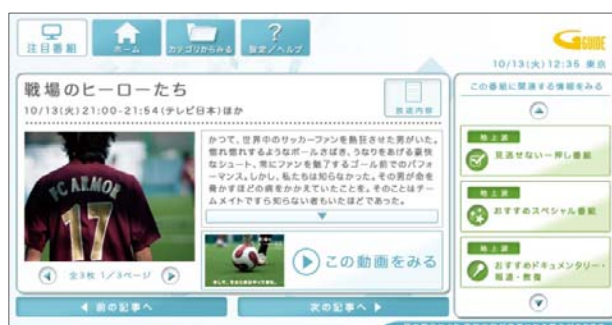 注目番組
ホーム
カテゴリからみる
設定／ヘルプ
G GUIDE
10/13(火)12:35 東京
戦場のヒーローたち
10/13(火)21:00-21:54(テレビ日本)ほか
放送内容
かつて、世界中のサッカーファンを熱狂させた男がいた。
惚れ惚れするようなボールさばき、うなりをあげる豪快
なシュート、常にファンを魅了するゴール前でのパフォ
ーマンス。しかし、私たちは知らなかった。その男が命を
脅かすほどの病をかかえていたことを。そのことはチー
ムメイトですら知らない者もいたほどであった。
FC ARMOR
17
全3枚 1/3ページ
この動画をみる
前の記事へ
次の記事へ
この番組に関連する情報をみる
地上波
見逃せない一押し番組
地上波
おすすめスペシャル番組
地上波
おすすめドキュメンタリー・
報道・教養